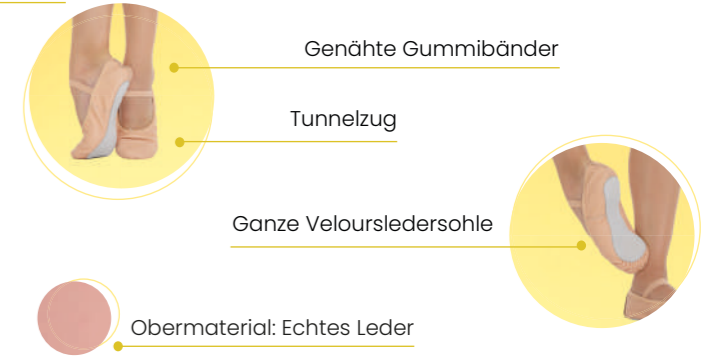 Genähte Gummibänder
Tunnelzug
Ganze Veloursledersohle
Obermaterial: Echtes Leder